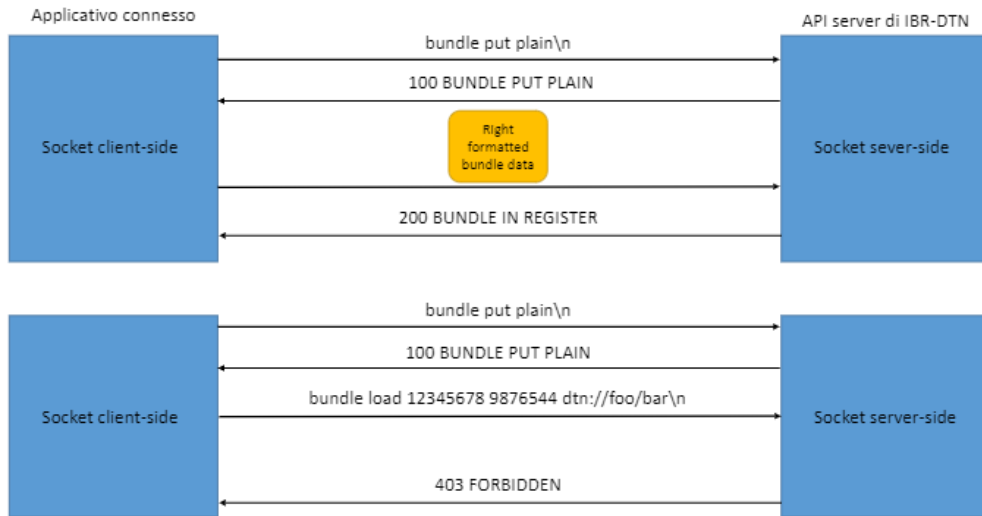 Applicativo connesso
API server di IBR-DTN
bundle put plain\n
100 BUNDLE PUT PLAIN
Right
formatted
bundle data
Socket client-side
Socket sever-side
200 BUNDLE IN REGISTER
bundle put plain\n
100 BUNDLE PUT PLAIN
bundle load 12345678 9876544 dtn://foo/bar\n
Socket client-side
Socket server-side
403 FORBIDDEN